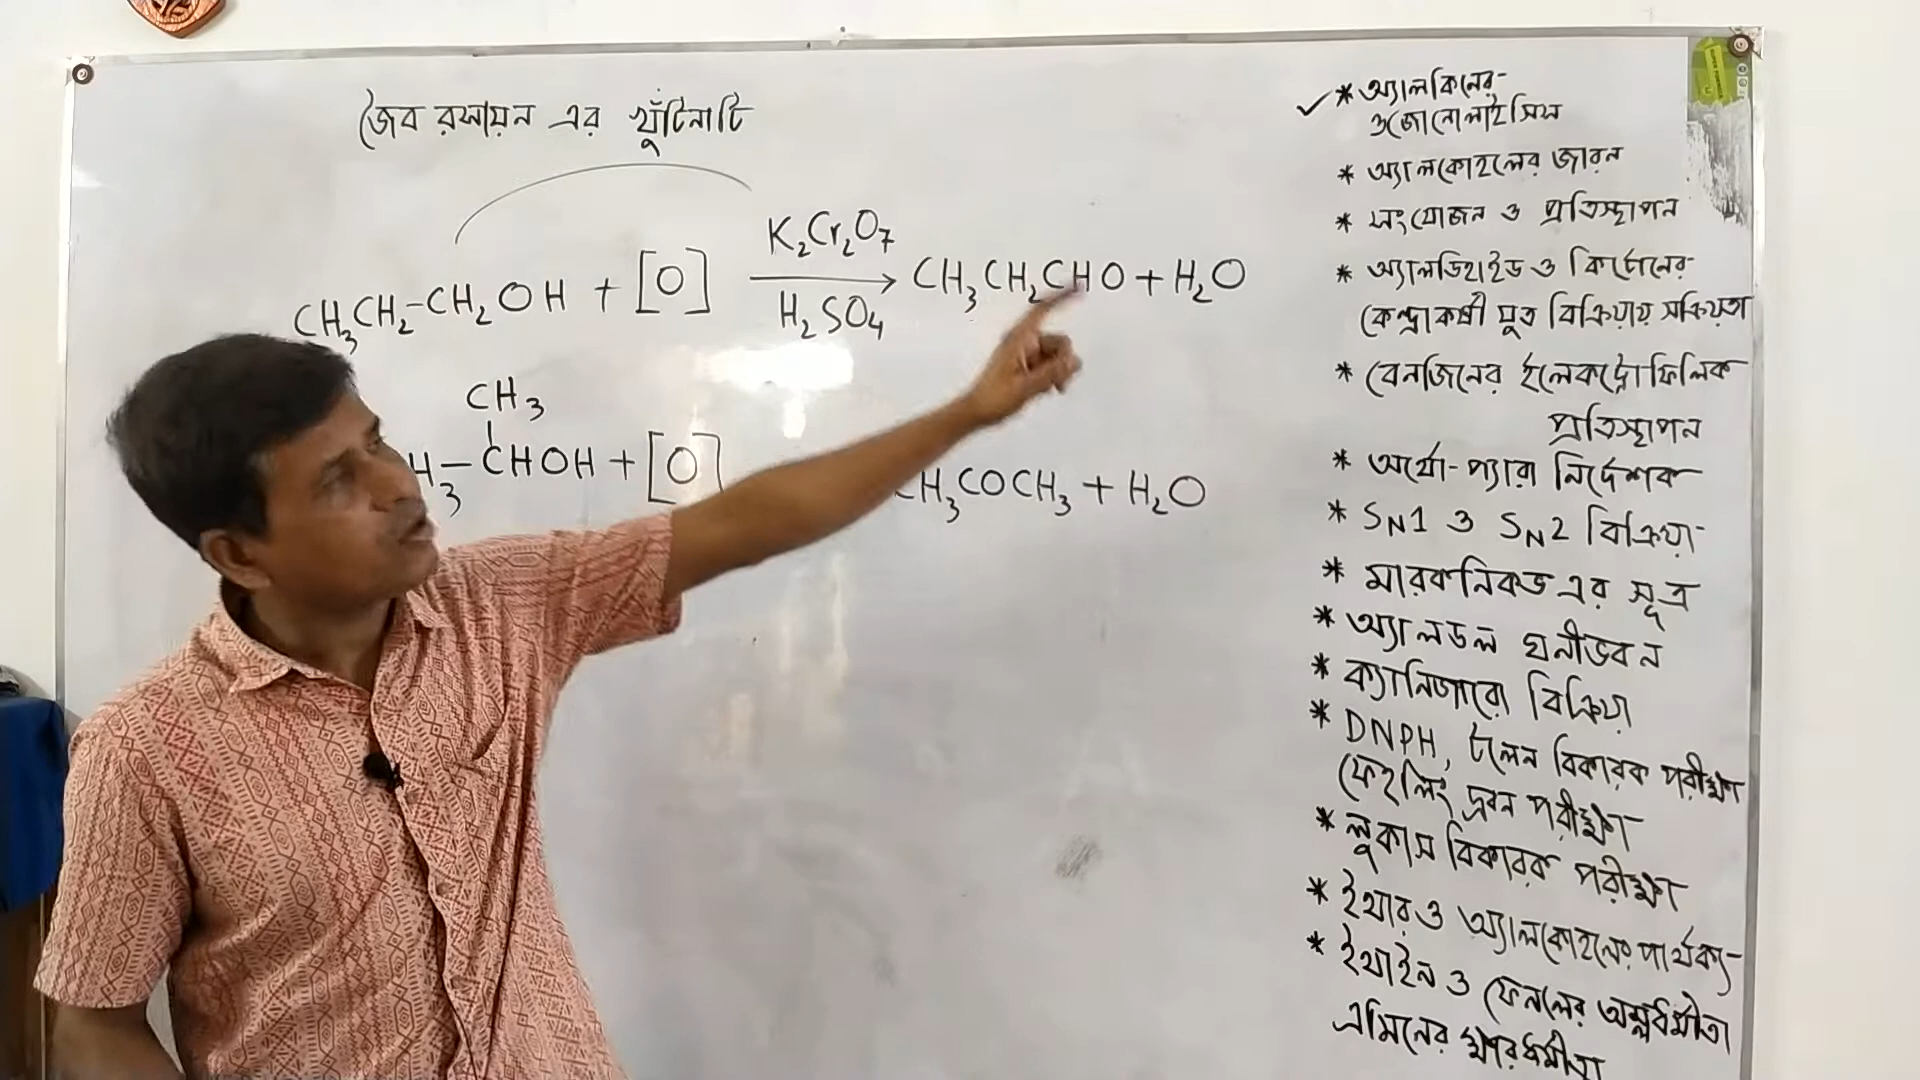 জৈব রসায়ন এর খুঁটিনাটি
K₂Cr₂O₇
CH₃CH₂-CH₂OH + [O] → CH₃CH₂CHO + H₂O
H₂SO₄
CH₃
H₃-CHOH + [O] CH₃COCH₃ + H₂O
✓ * অ্যালকিনের-
ওজোনোলাইসিস
* অ্যালকোহলের জারন
* সংযোজন ও প্রতিস্থাপন
* অ্যালডিহাইড ও কিটোনের-
কেন্দ্রাকর্ষী যুত বিক্রিয়ায় সক্রিয়তা
* বেনজিনের ইলেকট্রোফিলিক
প্রতিস্থাপন
* অর্থো-প্যারা নির্দেশক
* SN1 ও SN2 বিক্রিয়া
* মারকনিকভ এর সূত্র
* অ্যালডল ঘনীভবন
* ক্যানিজারো বিক্রিয়া
* DNPH, টলেন বিকারক পরীক্ষা
ফেহলিং দ্রবন পরীক্ষা
* লুকাস বিকারক পরীক্ষা
* ইথার ও অ্যালকোহলের পার্থক্য
* ইথাইন ও ফেনলের অম্লধর্মীতা
এমিনের ক্ষারধর্মীতা